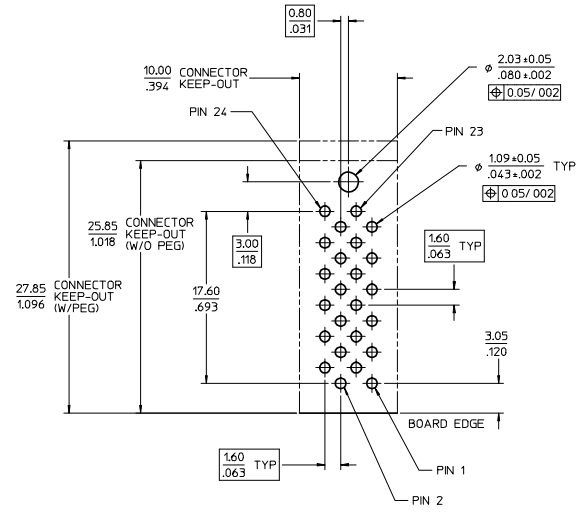 0.80
.031
10.00 CONNECTOR
.394 KEEP-OUT
⌀ 2.03±0.05
.080±.002
⌖ 0.05/.002
PIN 24
PIN 23
⌀ 1.09±0.05 TYP
.043±.002
⌖ 0.05/.002
25.85 CONNECTOR
1.018 KEEP-OUT
(W/O PEG)
3.00
.118
1.60 TYP
.063
27.85 CONNECTOR
1.096 KEEP-OUT
(W/PEG)
17.60
.693
3.05
.120
BOARD EDGE
1.60 TYP
.063
PIN 1
PIN 2